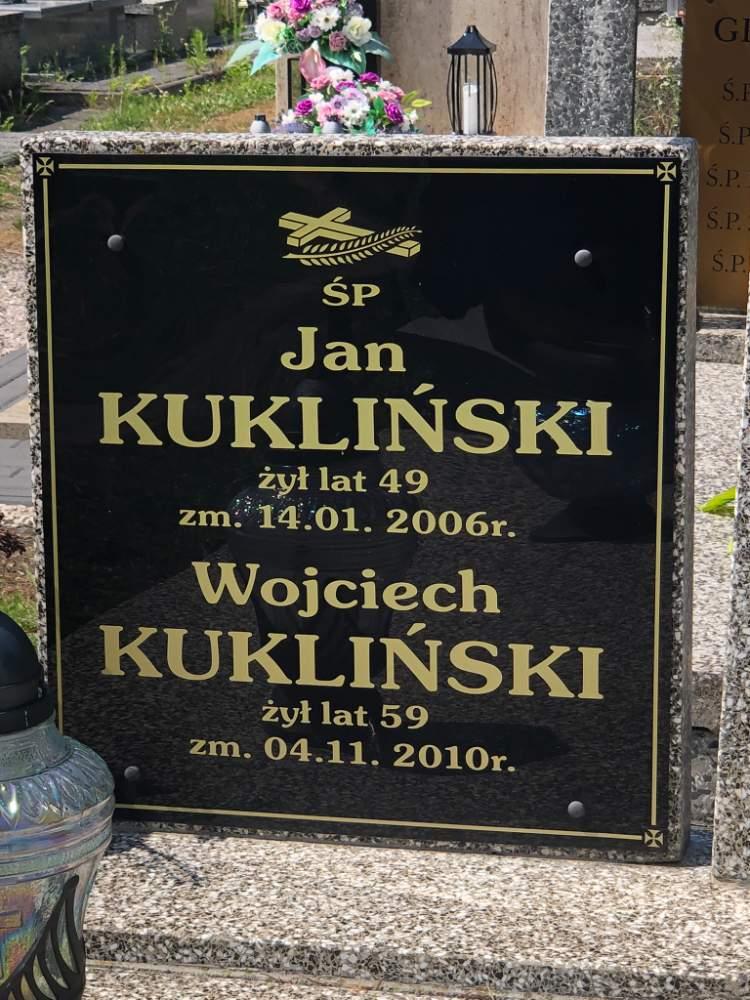 ŚP
Jan
KUKLIŃSKI
żył lat 49
zm. 14.01. 2006r.
Wojciech
KUKLIŃSKI
żył lat 59
zm. 04.11. 2010r.
Ś.P.
Ś.P.
Ś.P.
Ś.P.